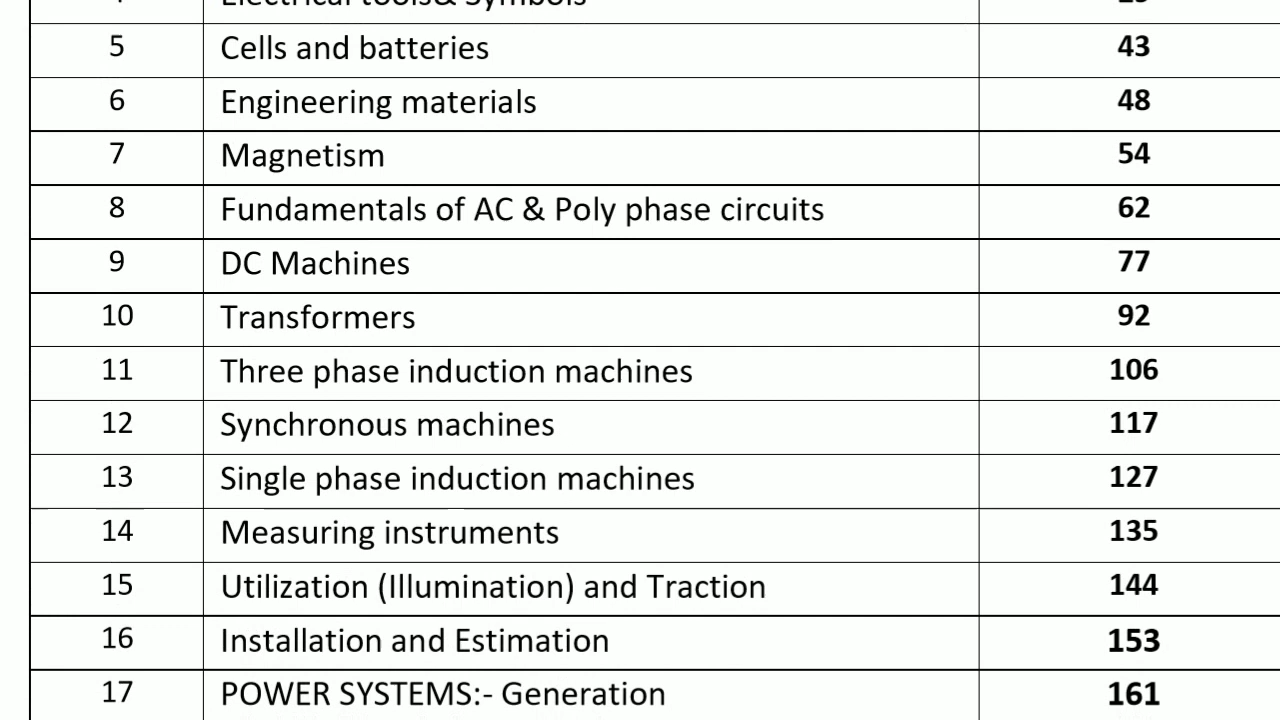 Electrical tools& Symbols
5 Cells and batteries 43
6 Engineering materials 48
7 Magnetism 54
8 Fundamentals of AC & Poly phase circuits 62
9 DC Machines 77
10 Transformers 92
11 Three phase induction machines 106
12 Synchronous machines 117
13 Single phase induction machines 127
14 Measuring instruments 135
15 Utilization (Illumination) and Traction 144
16 Installation and Estimation 153
17 POWER SYSTEMS:- Generation 161